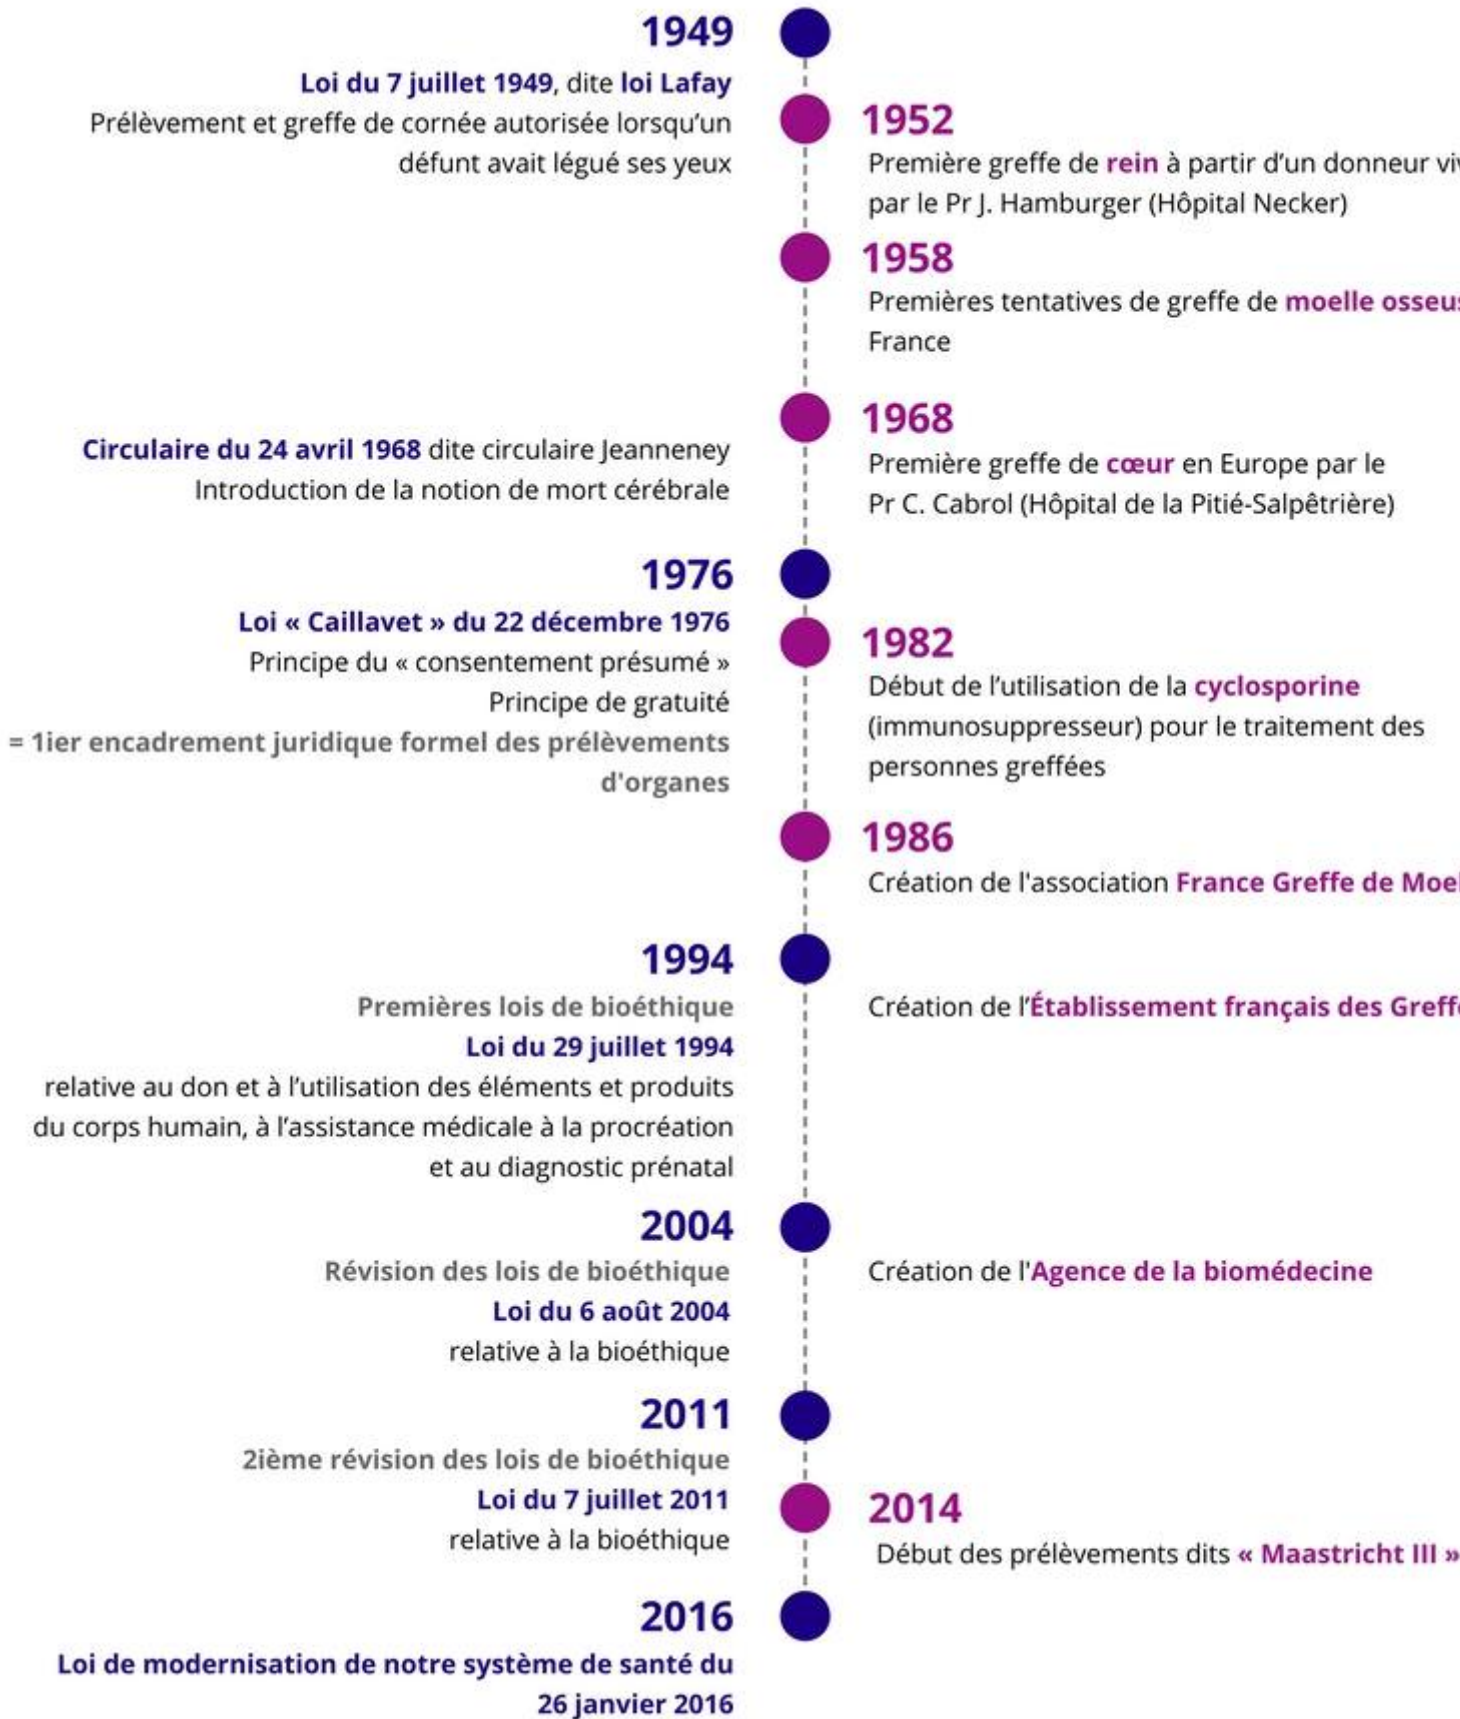 1949
Loi du 7 juillet 1949, dite loi Lafay
Prélèvement et greffe de cornée autorisée lorsqu'un
défunt avait légué ses yeux
1952
Première greffe de rein à partir d'un donneur
par le Pr J. Hamburger (Hôpital Necker)
1958
Premières tentatives de greffe de moelle
France
1968
Circulaire du 24 avril 1968 dite circulaire Jeanneney
Introduction de la notion de mort cérébrale
Première greffe de cœur en Europe par le
Pr C. Cabrol (Hôpital de la Pitié-Salpêtrière)
1976
Loi « Caillavet » du 22 décembre 1976
Principe du « consentement présumé »
Principe de gratuité
= 1ier encadrement juridique formel des prélèvements
d'organes
1982
Début de l'utilisation de la cyclosporine
(immunosuppresseur) pour le traitement des
personnes greffées
1986
Création de l'association France Greffe de
1994
Premières lois de bioéthique
Loi du 29 juillet 1994
relative au don et à l'utilisation des éléments et produits
du corps humain, à l'assistance médicale à la procréation
et au diagnostic prénatal
Création de l'Établissement français des
2004
Révision des lois de bioéthique
Loi du 6 août 2004
relative à la bioéthique
Création de l'Agence de la biomédecine
2011
2ième révision des lois de bioéthique
Loi du 7 juillet 2011
relative à la bioéthique
2014
Début des prélèvements dits « Maastricht III »
2016
Loi de modernisation de notre système de santé du
26 janvier 2016